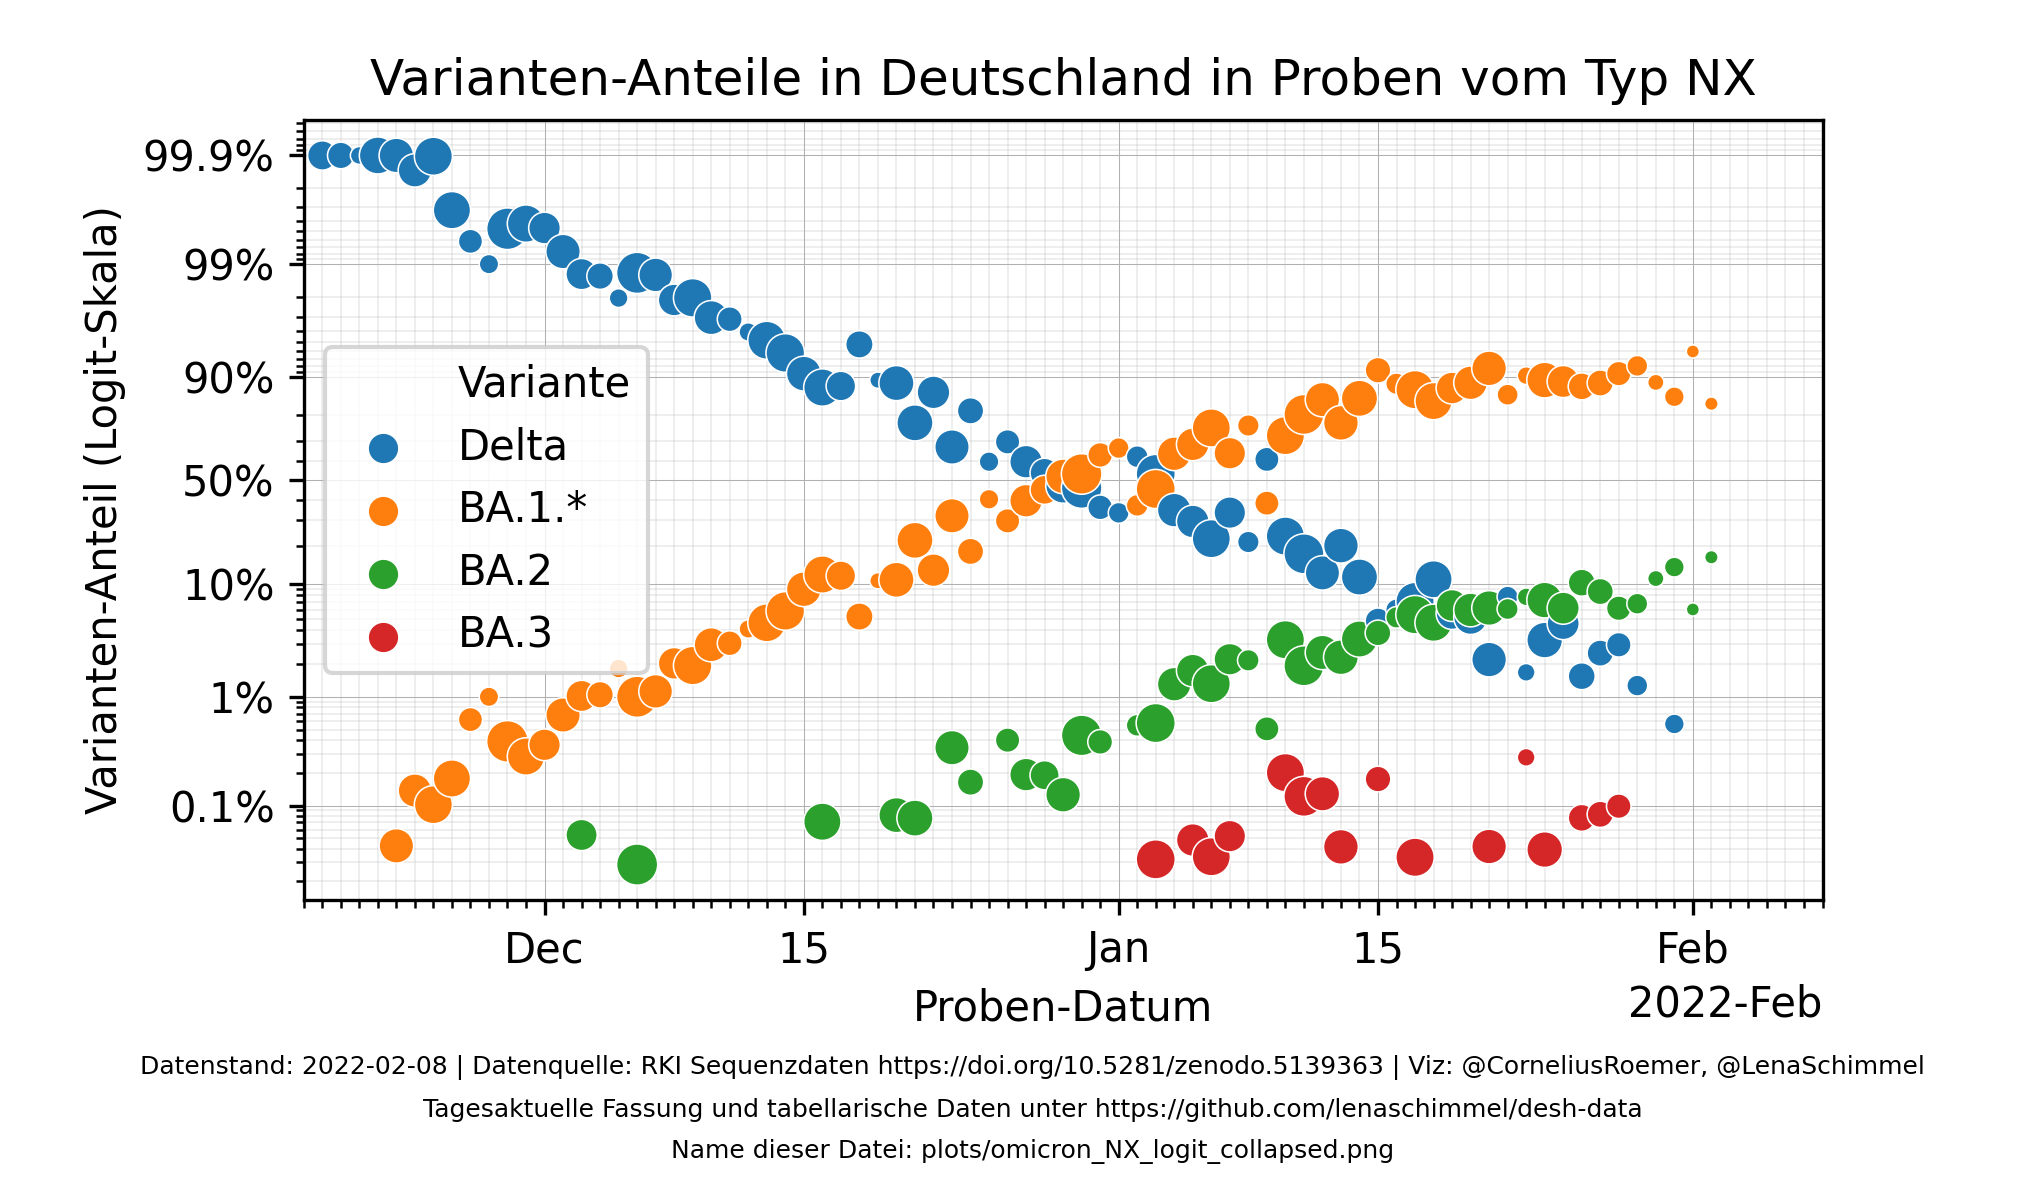 Varianten-Anteile in Deutschland in Proben vom Typ NX
Varianten-Anteil (Logit-Skala)
99.9%
99%
90%
50%
10%
1%
0.1%
Variante
Delta
BA.1.*
BA.2
BA.3
Dec
15
Jan
15
Feb
Proben-Datum
2022-Feb
Datenstand: 2022-02-08 | Datenquelle: RKI Sequenzdaten https://doi.org/10.5281/zenodo.5139363 | Viz: @CorneliusRoemer, @LenaSchimmel
Tagesaktuelle Fassung und tabellarische Daten unter https://github.com/lenaschimmel/desh-data
Name dieser Datei: plots/omicron_NX_logit_collapsed.png